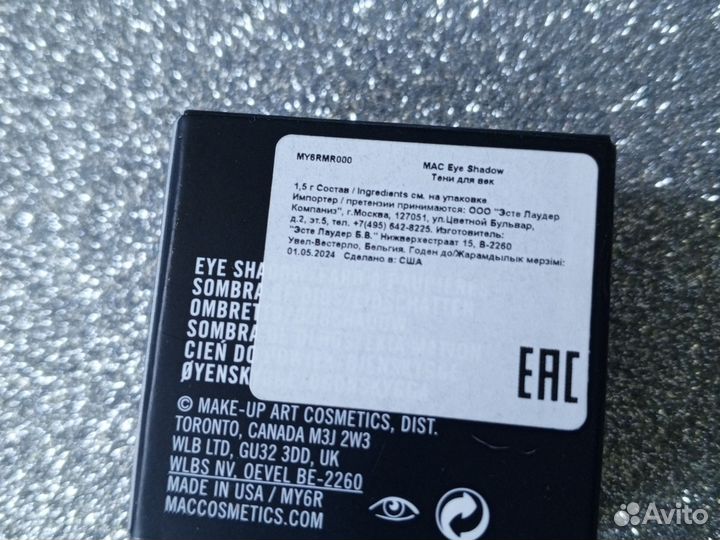 MY6RMR000
MAC Eye Shadow
Тени для век
1,5 г Состав / Ingredients см. на упаковке
Импортер / претензии принимаются: ООО "Эсте Лаудер
Компаниз", г.Москва, 127051, ул.Цветной Бульвар,
д.2, эт.5, тел. +7(495) 642-8225. Изготовитель:
"Эсте Лаудер Б.В." Нижверхестраат 15, В-2260
Увел-Вестерло, Бельгия. Годен до/Жарамдылык мерзімі:
01.05.2024 Сделано в: США
EAC
EYE SHA
SOMBRA
OMBRET
SOMBRA
CIEŃ DO
ØYENSK
© MAKE-UP ART COSMETICS, DIST.
TORONTO, CANADA M3J 2W3
WLB LTD, GU32 3DD, UK
WLBS NV. OEVEL BE-2260
MADE IN USA / MY6R
MACCOSMETICS.COM
Avito